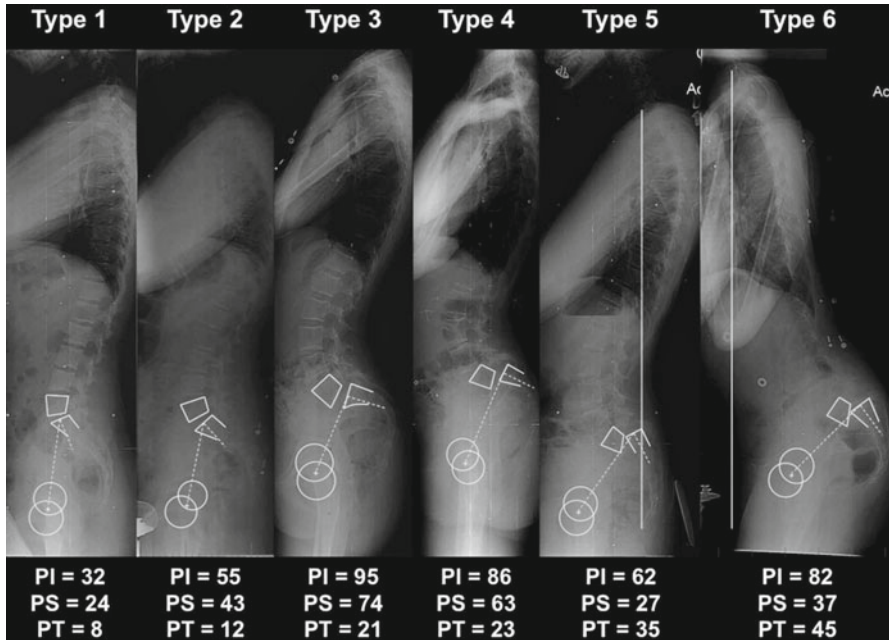 Type 1 Type 2 Type 3 Type 4 Type 5 Type 6
Ac Ac
PI = 32 PI = 55 PI = 95 PI = 86 PI = 62 PI = 82
PS = 24 PS = 43 PS = 74 PS = 63 PS = 27 PS = 37
PT = 8 PT = 12 PT = 21 PT = 23 PT = 35 PT = 45